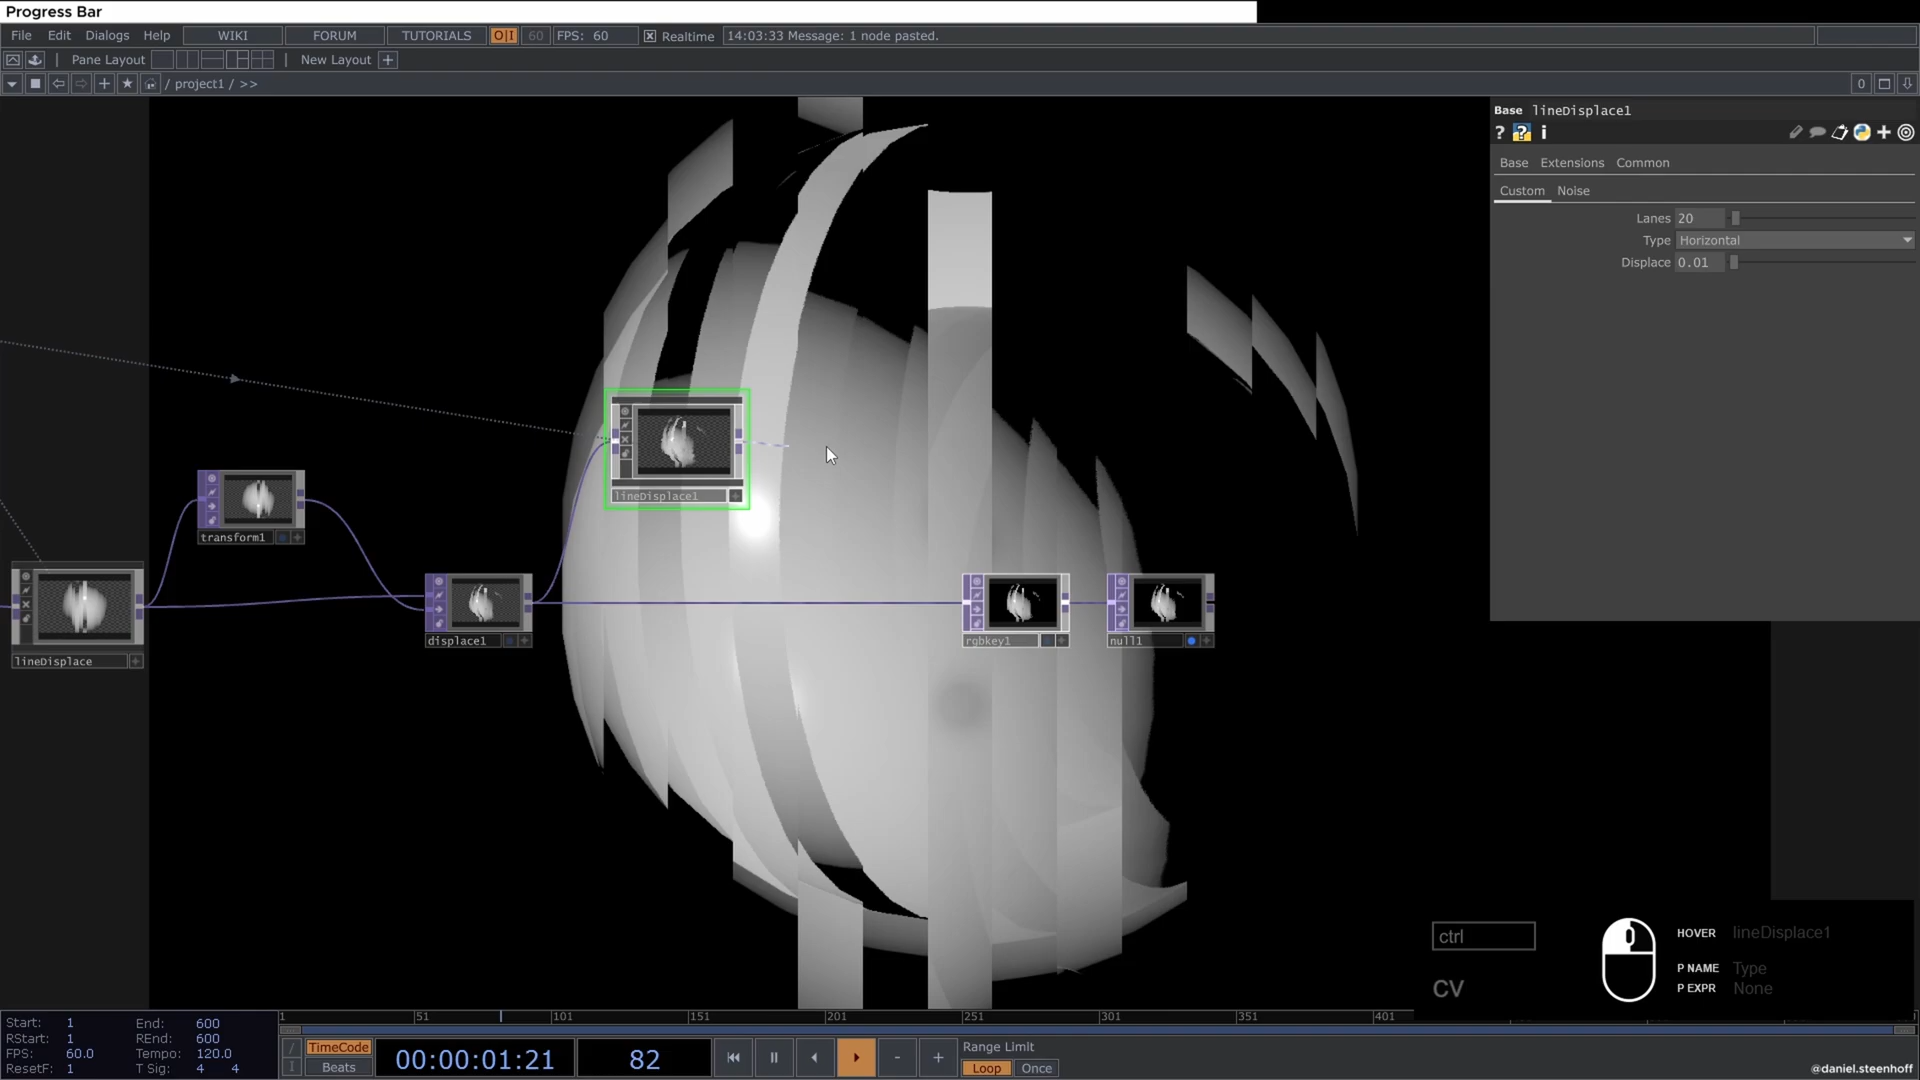 Progress Bar
File Edit Dialogs Help WIKI FORUM TUTORIALS O|I 60 FPS: 60 Realtime 14:03:33 Message: 1 node pasted.
Pane Layout New Layout +
/ project1 / >> 0
Base lineDisplace1
? ? i
Base Extensions Common
Custom Noise
Lanes 20
Type Horizontal
Displace 0.01
lineDisplace1
transform1
displace1
rgbkey1
null1
lineDisplace
ctrl
CV
HOVER lineDisplace1
P NAME Type
P EXPR None
1 51 101 151 201 251 301 351 401
Start: 1 End: 600
RStart: 1 REnd: 600
FPS: 60.0 Tempo: 120.0
ResetF: 1 T Sig: 4 4
TimeCode
Beats
00:00:01:21
82
- +
Range Limit
Loop Once
@daniel.steenhoff